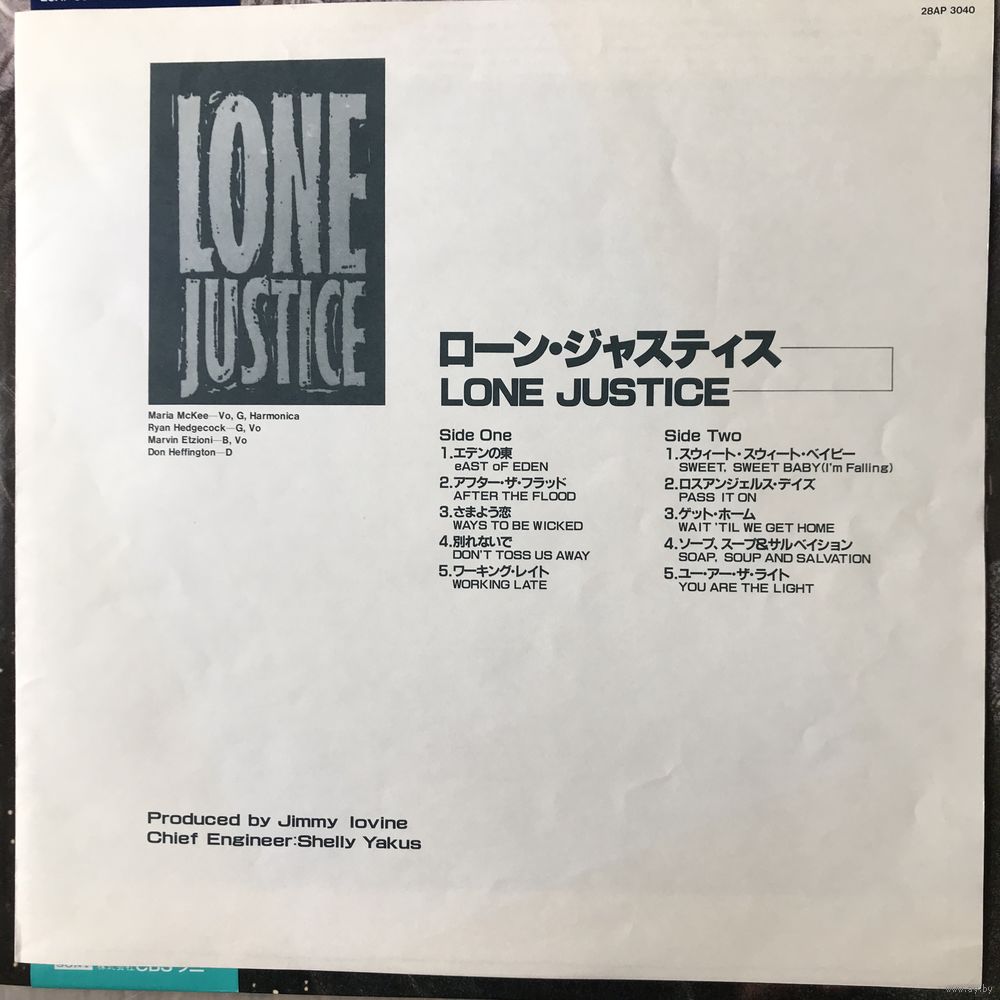 28AP 3040
LONE
JUSTICE
Maria McKee—Vo, G, Harmonica
Ryan Hedgecock—G, Vo
Marvin Etzioni—B, Vo
Don Heffington—D
ローン・ジャスティス
LONE JUSTICE
Side One
1.エデンの東
eAST oF EDEN
2.アフター・ザ・フラッド
AFTER THE FLOOD
3.さまよう恋
WAYS TO BE WICKED
4.別れないで
DON'T TOSS US AWAY
5.ワーキング・レイト
WORKING LATE
Side Two
1.スウィート・スウィート・ベイビー
SWEET, SWEET BABY(I'm Falling)
2.ロスアンジェルス・デイズ
PASS IT ON
3.ゲット・ホーム
WAIT 'TIL WE GET HOME
4.ソープ、スープ&サルベイション
SOAP, SOUP AND SALVATION
5.ユー・アー・ザ・ライト
YOU ARE THE LIGHT
Produced by Jimmy Iovine
Chief Engineer:Shelly Yakus